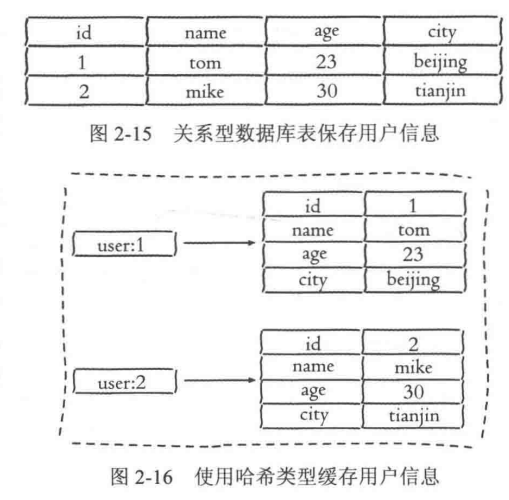 id name age city
1 tom 23 beijing
2 mike 30 tianjin
图 2-15 关系型数据库表保存用户信息
user:1
id 1
name tom
age 23
city beijing
user:2
id 2
name mike
age 30
city tianjin
图 2-16 使用哈希类型缓存用户信息